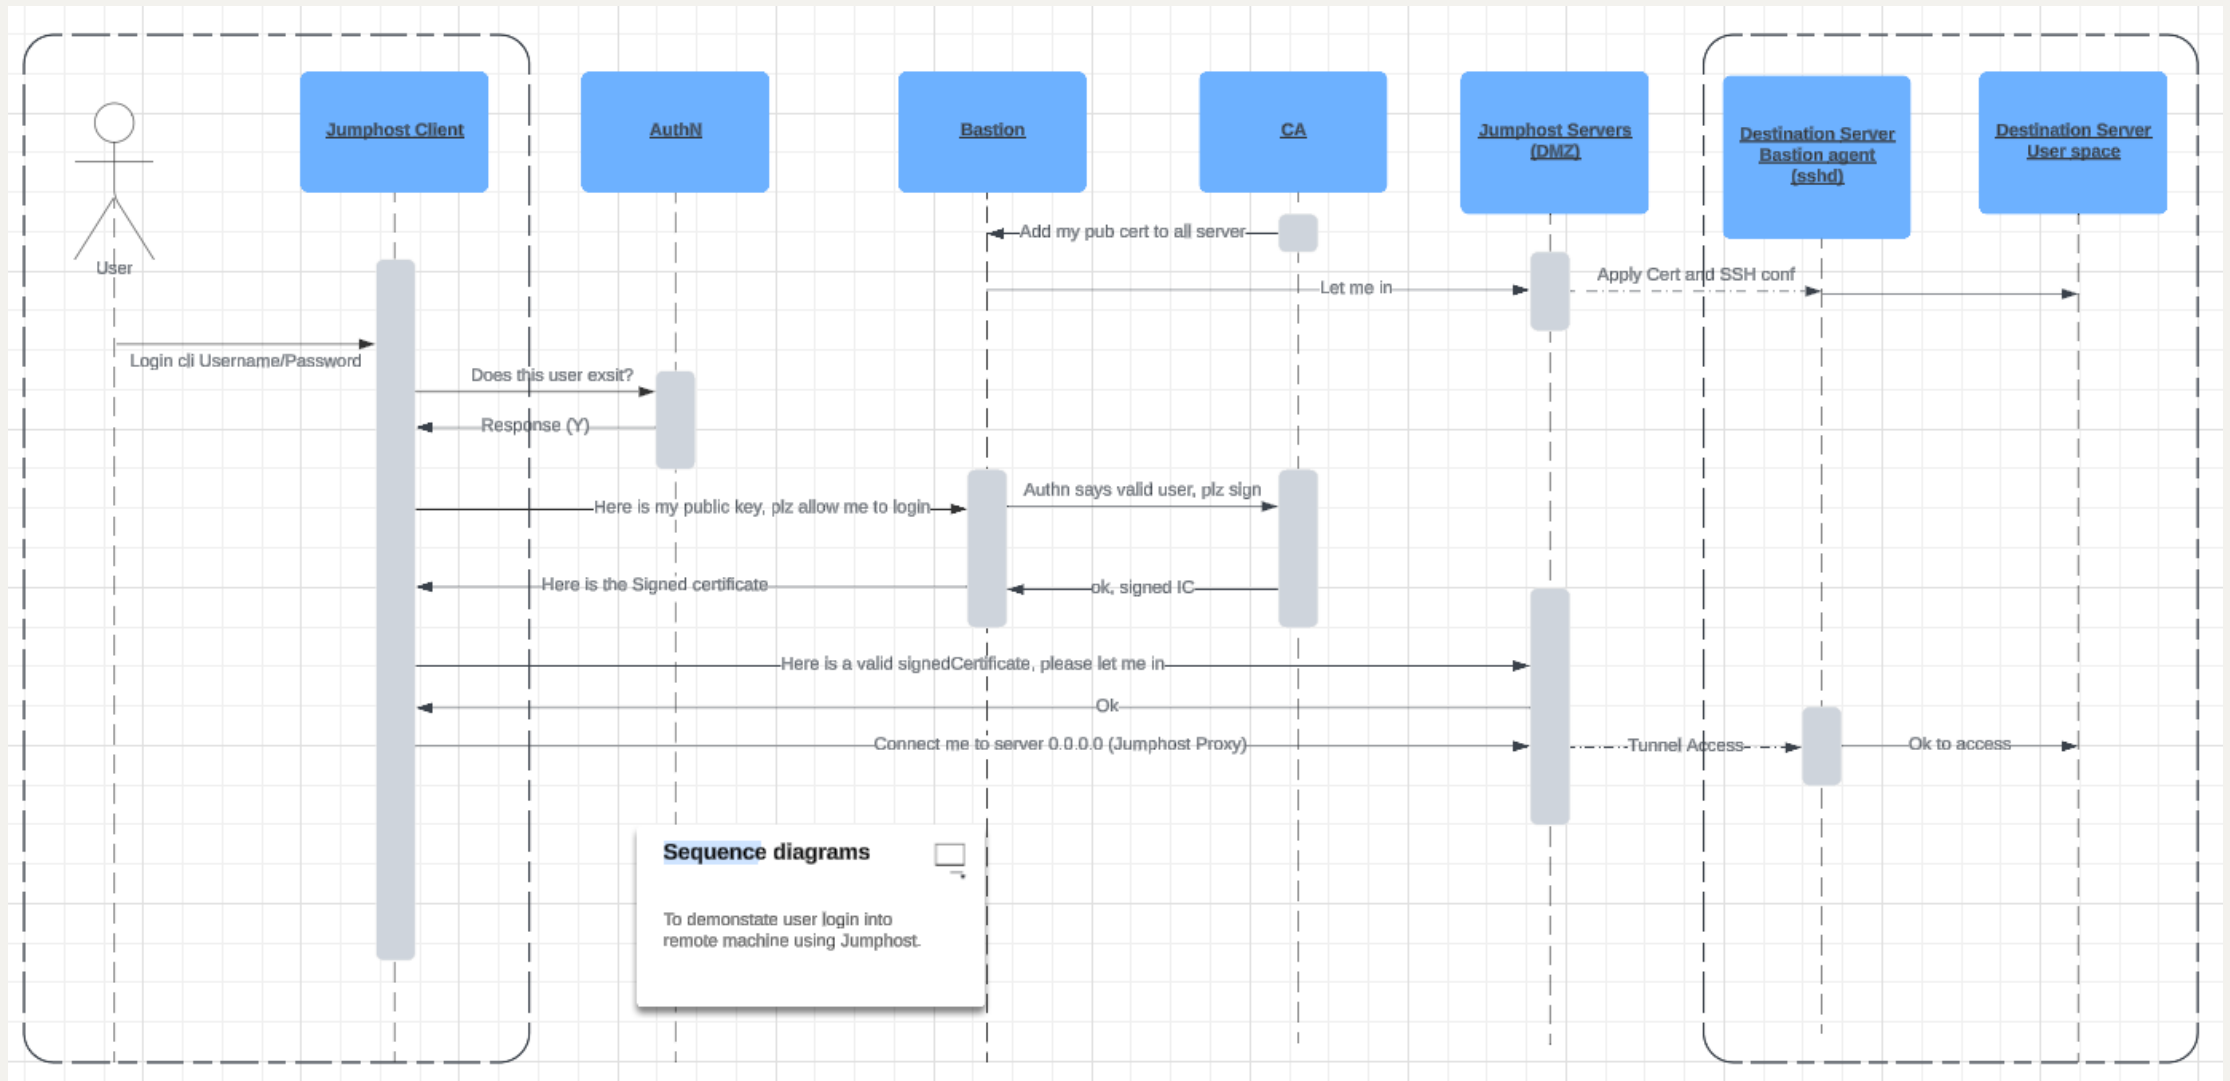 Jumphost Client
AuthN
Bastion
CA
Jumphost Servers
(DMZ)
Destination Server
Bastion agent
(sshd)
Destination Server
User space
User
Add my pub cert to all server
Let me in
Apply Cert and SSH conf
Login cli Username/Password
Does this user exsit?
Response (Y)
Here is my public key, plz allow me to login
Authn says valid user, plz sign
Here is the Signed certificate
ok, signed IC
Here is a valid signedCertificate, please let me in
Ok
Connect me to server 0.0.0.0 (Jumphost Proxy)
Tunnel Access
Ok to access
Sequence diagrams
To demonstate user login into
remote machine using Jumphost.